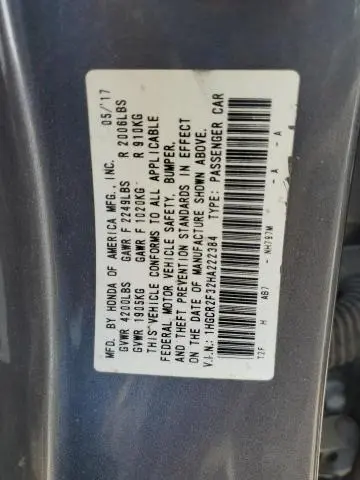 MFD. BY HONDA OF AMERICA MFG., INC. 05/'17
GVWR 4200LBS GAWR F 2249LBS R 2006LBS
GVWR 1905KG GAWR F 1020KG R 910KG
THIS VEHICLE CONFORMS TO ALL APPLICABLE
FEDERAL MOTOR VEHICLE SAFETY, BUMPER,
AND THEFT PREVENTION STANDARDS IN EFFECT
ON THE DATE OF MANUFACTURE SHOWN ABOVE.
V.I.N.: 1HGCR2F52HA222384 TYPE: PASSENGER CAR
T2F H AB7 - NH797M - A - A